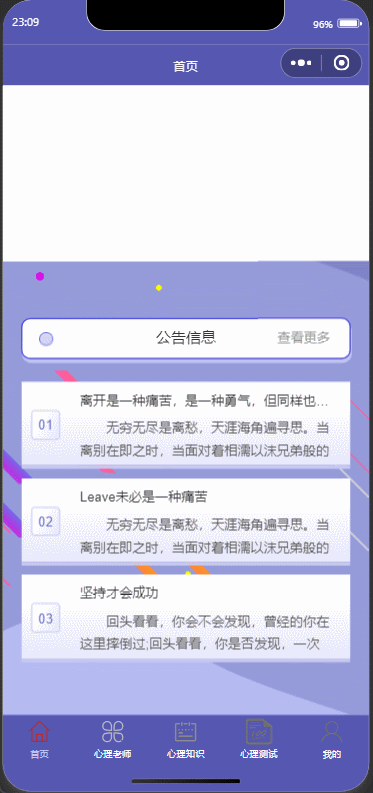 23:09
96%
首页
公告信息
查看更多
01
离开是一种痛苦，是一种勇气，但同样也...
无穷无尽是离愁，天涯海角遍寻思。当
离别在即之时，当面对着相濡以沫兄弟般的
02
Leave未必是一种痛苦
无穷无尽是离愁，天涯海角遍寻思。当
离别在即之时，当面对着相濡以沫兄弟般的
03
坚持才会成功
回头看看，你会不会发现，曾经的你在
这里摔倒过;回头看看，你是否发现，一次
首页
心理老师
心理知识
心理测试
我的